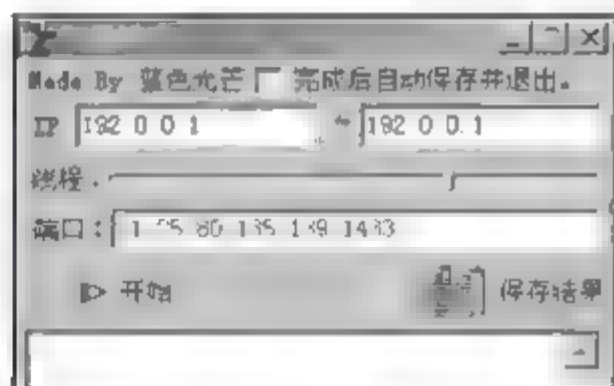 Made By 蓝色光芒 完成后自动保存并退出.
IP 192 0 0 1 ~ 192 0 0 1
线程:
端口: 80 135 139 1433
开始 保存结果